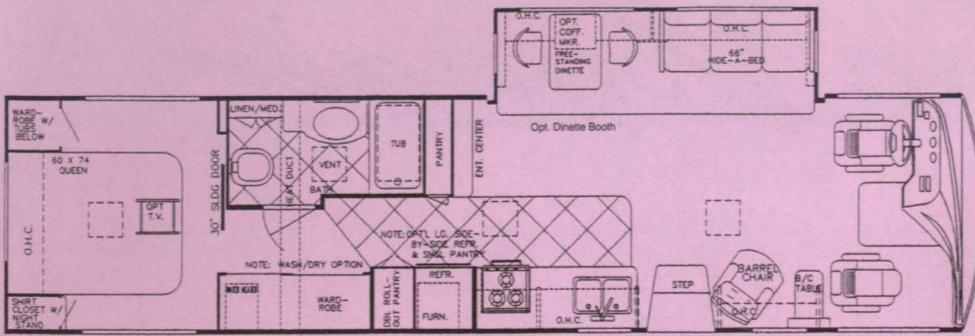 O.H.C.
OPT.
COFF.
MKR.
FREE-
STANDING
DINETTE
O.H.C.
68"
HIDE-A-BED
Opt. Dinette Booth
WARD-
ROBE W/
TUBS
BELOW
60 X 74
QUEEN
O.H.C.
OPT
T.V.
SHIRT
CLOSET W/
NIGHT
STAND
30" SLDG DOOR
LINEN/MED.
HEAT DUCT
VENT
BATH
TUB
PANTRY
ENT. CENTER
NOTE: OPT'L LG. SIDE-
BY-SIDE REFR.
& SNGL PANTRY
NOTE: WASH/DRY OPTION
WATER HEATER
WARD-
ROBE
DBL ROLL-
OUT PANTRY
REFR.
FURN.
O.H.C.
STEP
BARREL
CHAIR
O.H.C.
B/C
TABLE